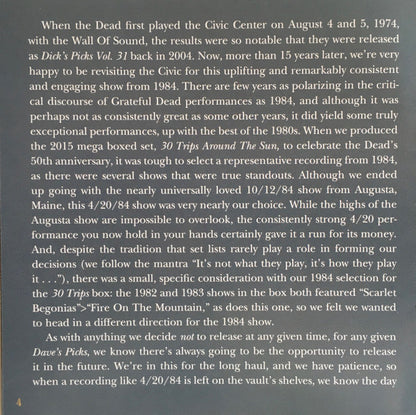 When the Dead first played the Civic Center on August 4 and 5, 1974,
with the Wall Of Sound, the results were so notable that they were released
as Dick's Picks Vol. 31 back in 2004. Now, more than 15 years later, we're very
happy to be revisiting the Civic for this uplifting and remarkably consistent
and engaging show from 1984. There are few years as polarizing in the criti-
cal discourse of Grateful Dead performances as 1984, and although it was
perhaps not as consistently great as some other years, it did yield some truly
exceptional performances, up with the best of the 1980s. When we produced
the 2015 mega boxed set, 30 Trips Around The Sun, to celebrate the Dead's
50th anniversary, it was tough to select a representative recording from 1984,
as there were several shows that were true standouts. Although we ended
up going with the nearly universally loved 10/12/84 show from Augusta,
Maine, this 4/20/84 show was very nearly our choice. While the highs of the
Augusta show are impossible to overlook, the consistently strong 4/20 per-
formance you now hold in your hands certainly gave it a run for its money.
And, despite the tradition that set lists rarely play a role in forming our
decisions (we follow the mantra “It's not what they play, it's how they play
it . . .”), there was a small, specific consideration with our 1984 selection for
the 30 Trips box: the 1982 and 1983 shows in the box both featured “Scarlet
Begonias”>“Fire On The Mountain,” as does this one, so we felt we wanted
to head in a different direction for the 1984 show.
As with anything we decide not to release at any given time, for any given
Dave's Picks, we know there's always going to be the opportunity to release
it in the future. We're in this for the long haul, and we have patience, so
when a recording like 4/20/84 is left on the vault's shelves, we know the day
4